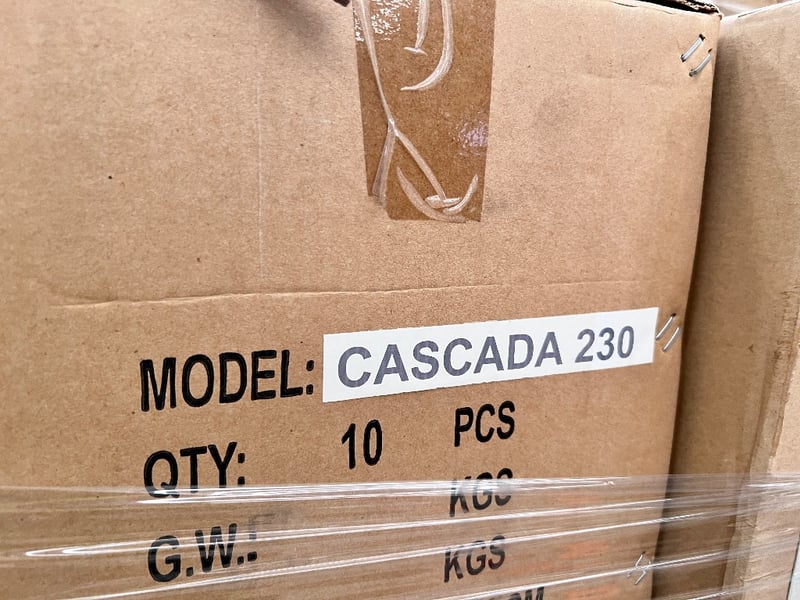 MODEL: CASCADA 230
QTY: 10 PCS
KGS
G.W.: KGS